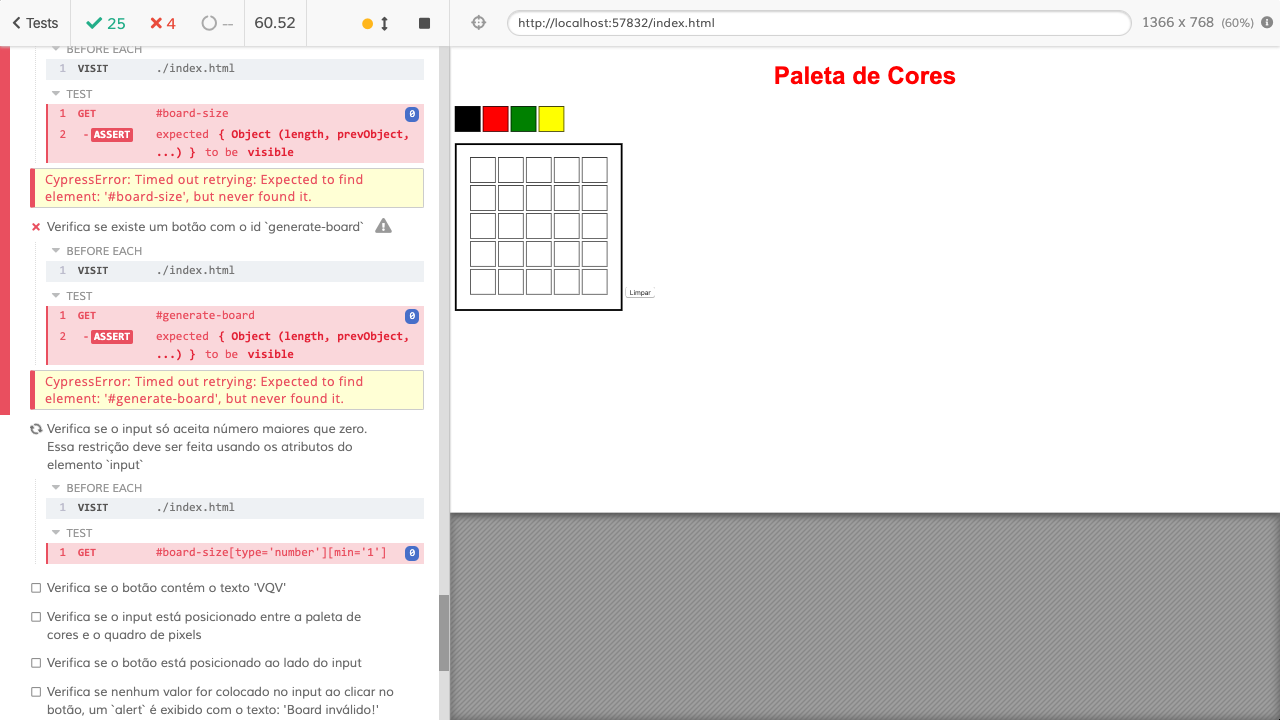 Tests 25 4 -- 60.52 http://localhost:57832/index.html 1366 x 768 (60%)
BEFORE EACH
1 VISIT ./index.html
TEST
1 GET #board-size 0
2 - ASSERT expected { Object (length, prevObject,
...) } to be visible
CypressError: Timed out retrying: Expected to find
element: '#board-size', but never found it.
Verifica se existe um botão com o id `generate-board`
BEFORE EACH
1 VISIT ./index.html
TEST
1 GET #generate-board 0
2 - ASSERT expected { Object (length, prevObject,
...) } to be visible
CypressError: Timed out retrying: Expected to find
element: '#generate-board', but never found it.
Verifica se o input só aceita número maiores que zero.
Essa restrição deve ser feita usando os atributos do
elemento `input`
BEFORE EACH
1 VISIT ./index.html
TEST
1 GET #board-size[type='number'][min='1'] 0
Verifica se o botão contém o texto 'VQV'
Verifica se o input está posicionado entre a paleta de
cores e o quadro de pixels
Verifica se o botão está posicionado ao lado do input
Verifica se nenhum valor for colocado no input ao clicar no
botão, um `alert` é exibido com o texto: 'Board inválido!'
Paleta de Cores
Limpar